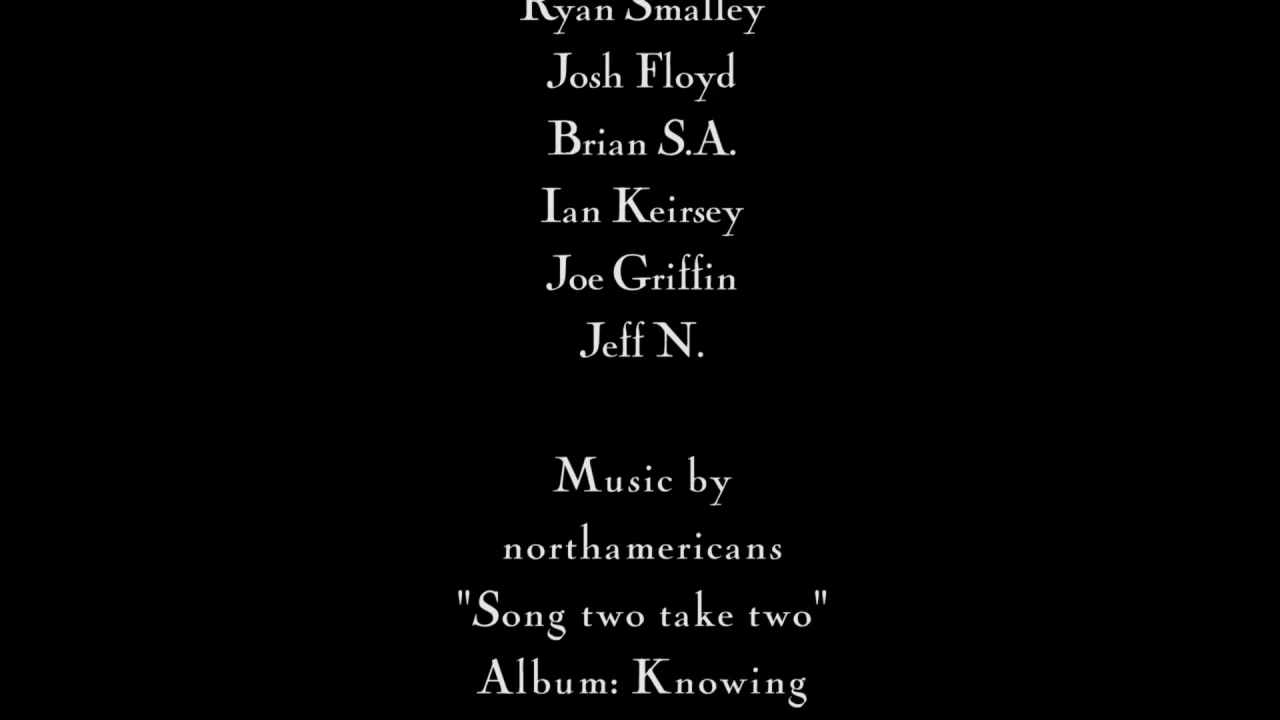 Ryan Smalley
Josh Floyd
Brian S.A.
Ian Keirsey
Joe Griffin
Jeff N.
Music by
northamericans
"Song two take two"
Album: Knowing